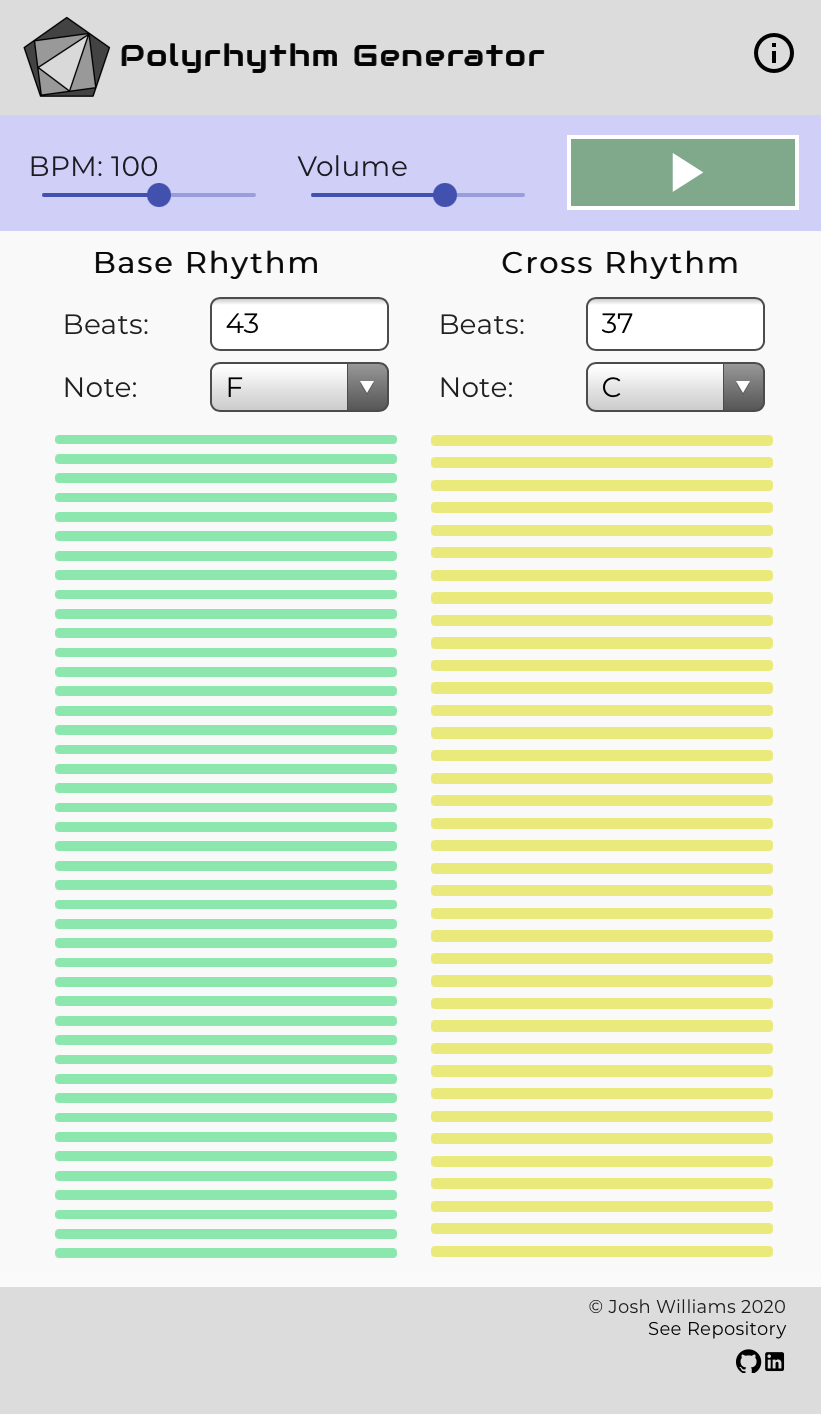 Polyrhythm Generator
BPM: 100
Volume
Base Rhythm
Beats: 43
Note: F
Cross Rhythm
Beats: 37
Note: C
© Josh Williams 2020
See Repository